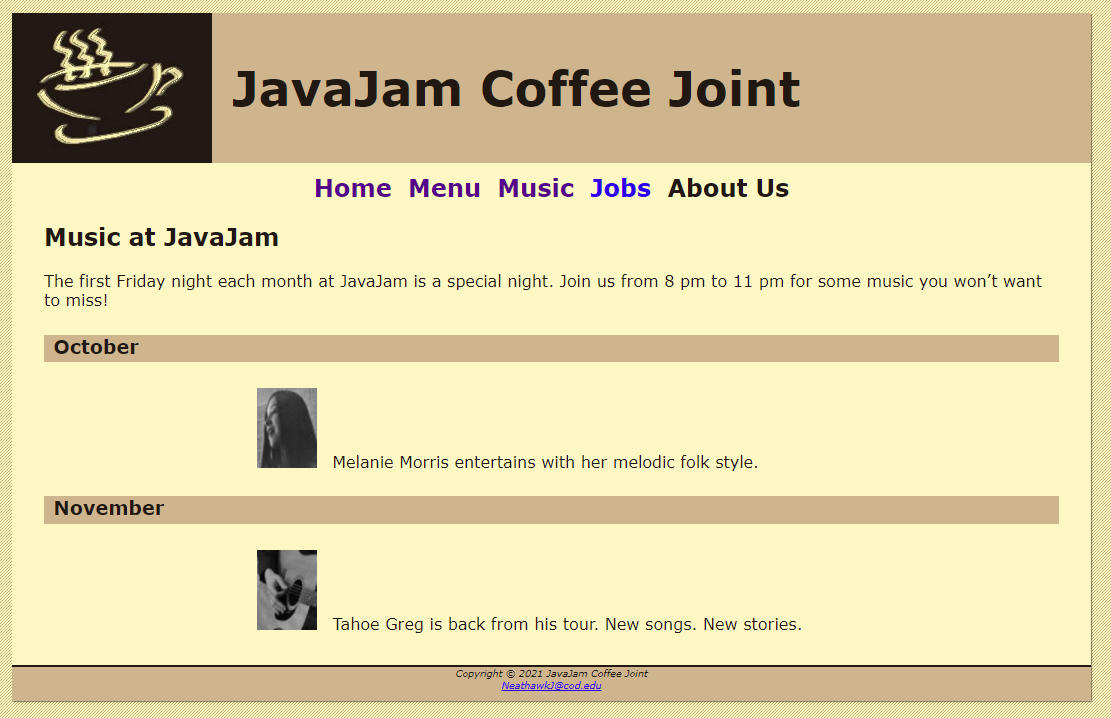 JavaJam Coffee Joint
Home Menu Music Jobs About Us
Music at JavaJam
The first Friday night each month at JavaJam is a special night. Join us from 8 pm to 11 pm for some music you won’t want
to miss!
October
Melanie Morris entertains with her melodic folk style.
November
Tahoe Greg is back from his tour. New songs. New stories.
Copyright © 2021 JavaJam Coffee Joint
NeathawkJ@cod.edu